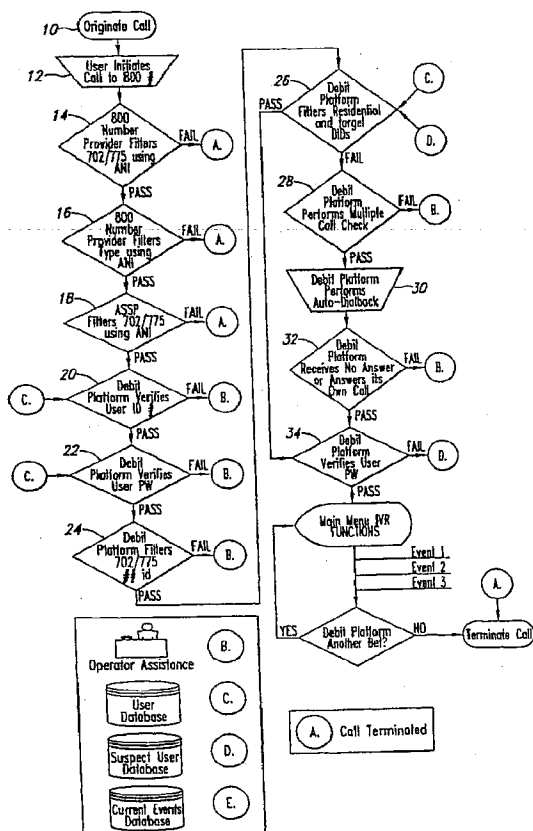 10
Originate Call
12
User Initiates
Call to 800 #
14
800
Number
Provider Filters
702/775 using
ANI
FAIL
A.
PASS
16
800
Number
Provider Filters
Type using
ANI
FAIL
A.
PASS
18
ASSP
Filters 702/775
using ANI
FAIL
A.
PASS
20
Debit
Platform Verifies
User ID #
FAIL
B.
C.
PASS
22
Debit
Platform Verifies
User PW
FAIL
B.
C.
PASS
24
Debit
Platform Filters
702/775
## id
FAIL
B.
PASS
26
Debit
Platform
Filters Residential
and target
DIDs
PASS
C.
D.
FAIL
28
Debit
Platform
Performs Multiple
Call Check
FAIL
B.
PASS
Debit Platform
Performs
Auto-Dialback
30
32
Debit
Platform
Receives No Answer
or Answers its
Own Call
FAIL
B.
PASS
34
Debit
Platform
Verifies User
PW
FAIL
D.
PASS
Main Menu IVR
FUNCTIONS
Event 1
Event 2
Event 3
YES
Debit Platform
Another Bet?
NO
A.
Terminate Call
Operator Assistance
B.
User
Database
C.
Suspect User
Database
D.
Current Events
Database
E.
A.
Call Terminated